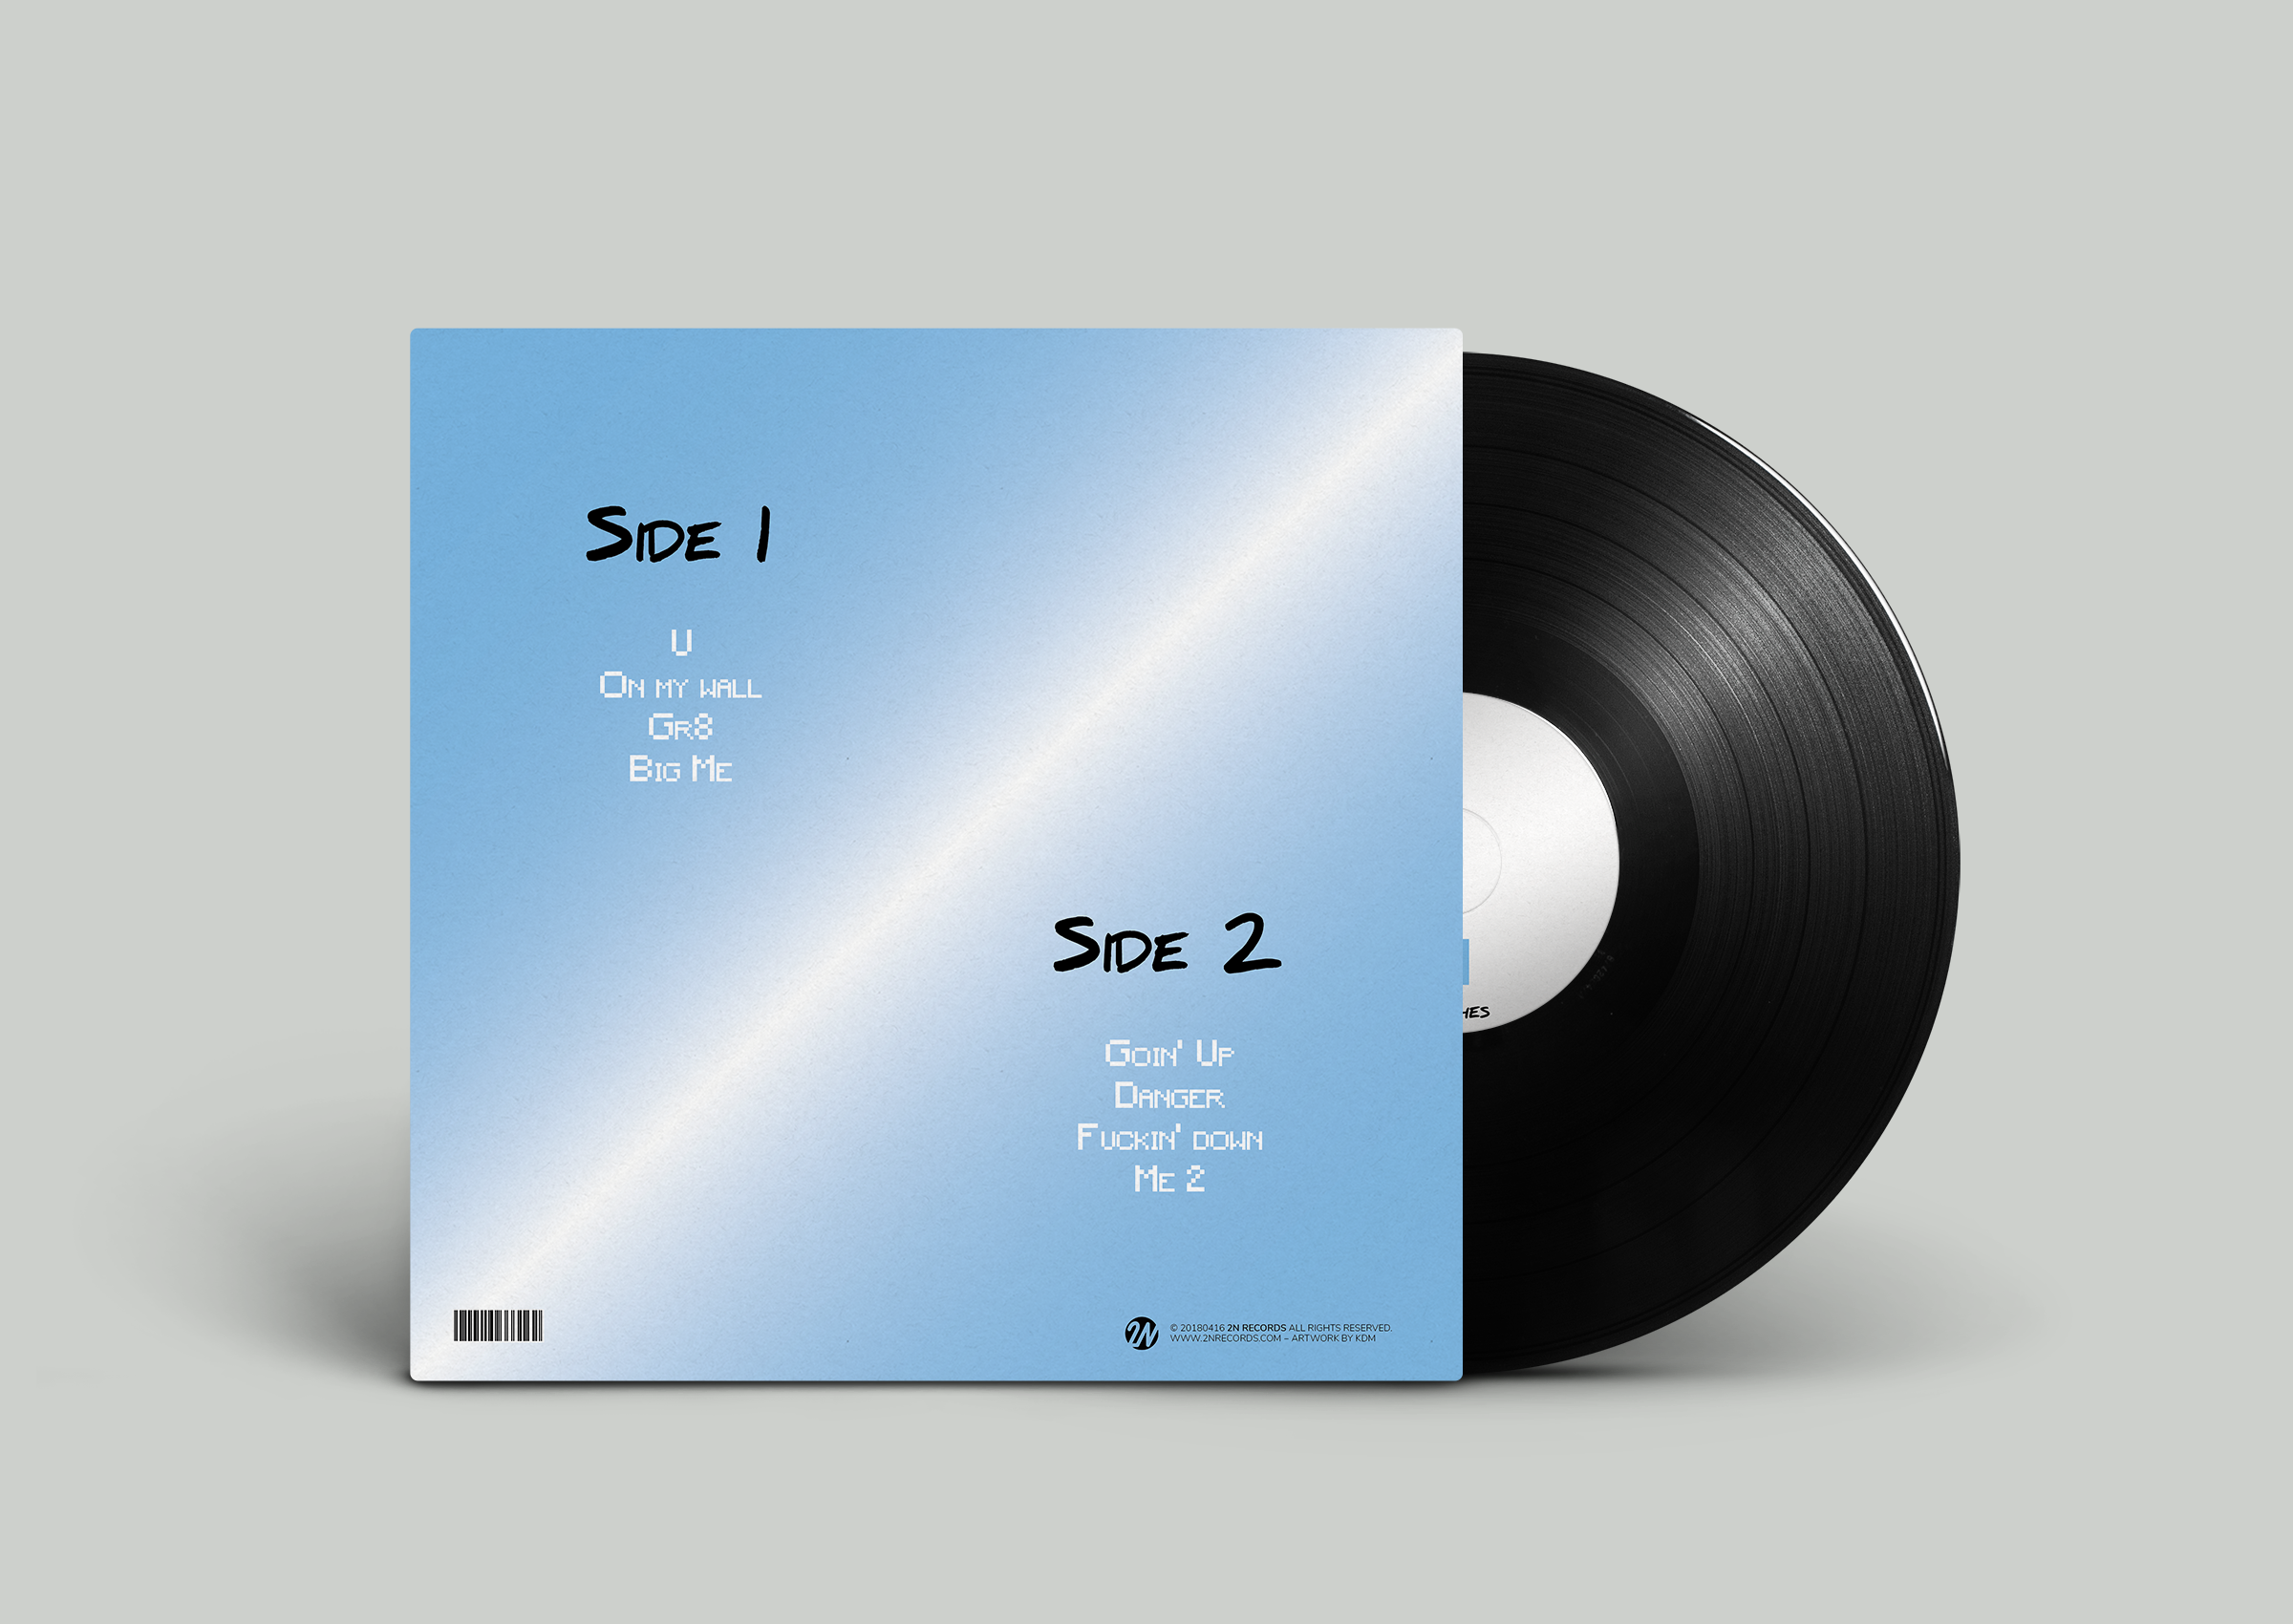 Side 1
U
On my wall
Gr8
Big Me
Side 2
Goin' Up
Danger
Fuckin' down
Me 2
HES
2N
© 20180416 2N RECORDS ALL RIGHTS RESERVED.
WWW.2NRECORDS.COM – ARTWORK BY KDM